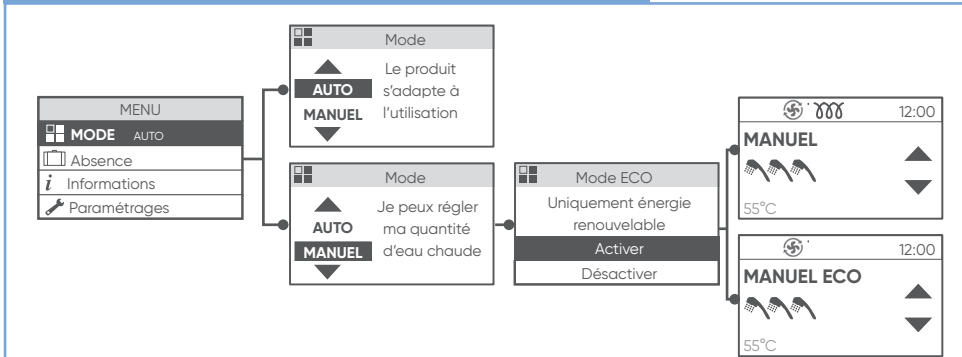 MENU
MODE AUTO
Absence
i Informations
Paramétrages
Mode
AUTO
MANUEL
Le produit
s'adapte à
l'utilisation
Mode
AUTO
MANUEL
Je peux régler
ma quantité
d'eau chaude
Mode ECO
Uniquement énergie
renouvelable
Activer
Désactiver
12:00
MANUEL
55°C
12:00
MANUEL ECO
55°C